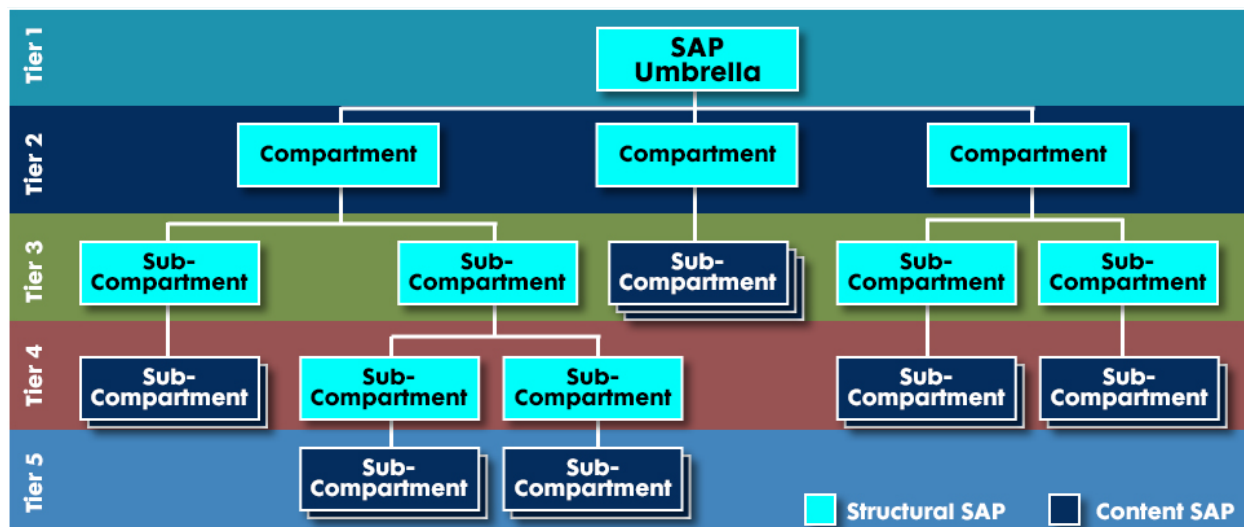 Tier 1
SAP
Umbrella
Tier 2
Compartment
Compartment
Compartment
Tier 3
Sub-
Compartment
Sub-
Compartment
Sub-
Compartment
Sub-
Compartment
Sub-
Compartment
Tier 4
Sub-
Compartment
Sub-
Compartment
Sub-
Compartment
Sub-
Compartment
Sub-
Compartment
Tier 5
Sub-
Compartment
Sub-
Compartment
Structural SAP
Content SAP